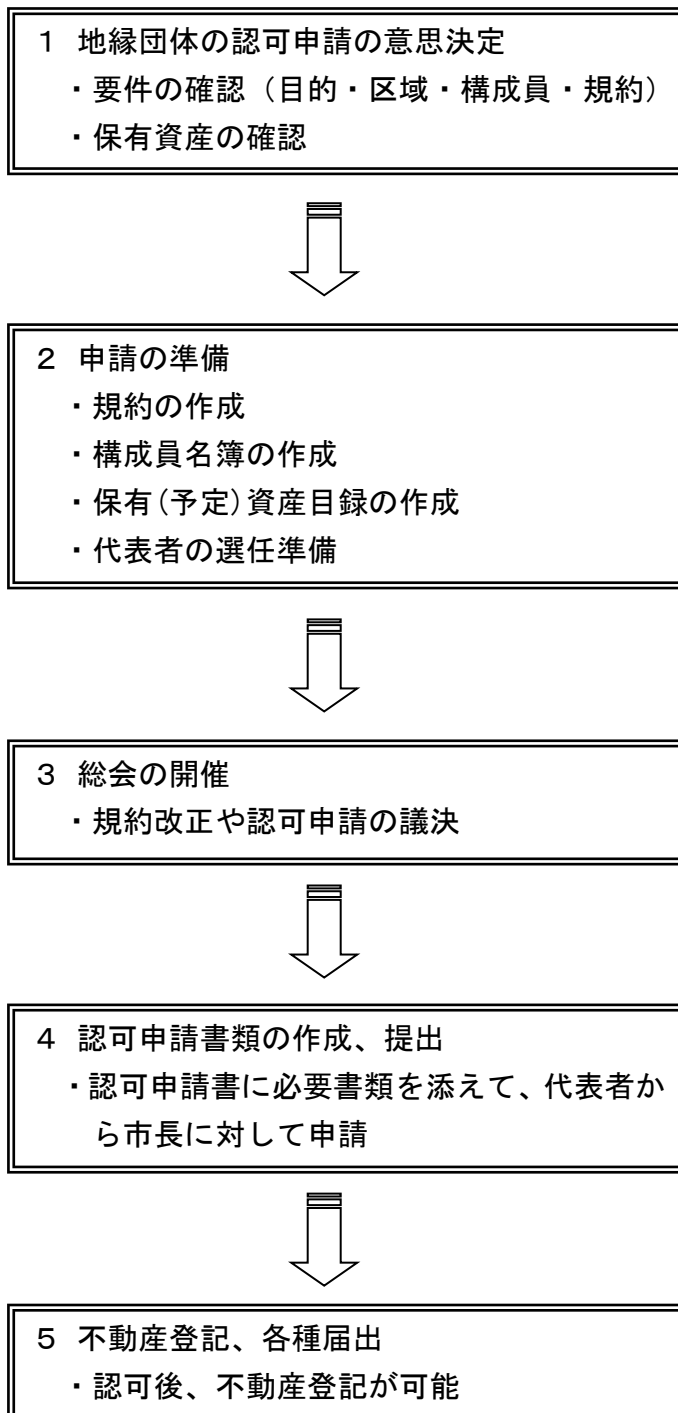 １ 地縁団体の認可申請の意思決定
・要件の確認（目的・区域・構成員・規約）
・保有資産の確認
２ 申請の準備
・規約の作成
・構成員名簿の作成
・保有(予定)資産目録の作成
・代表者の選任準備
３ 総会の開催
・規約改正や認可申請の議決
４ 認可申請書類の作成、提出
・認可申請書に必要書類を添えて、代表者か
ら市長に対して申請
５ 不動産登記、各種届出
・認可後、不動産登記が可能